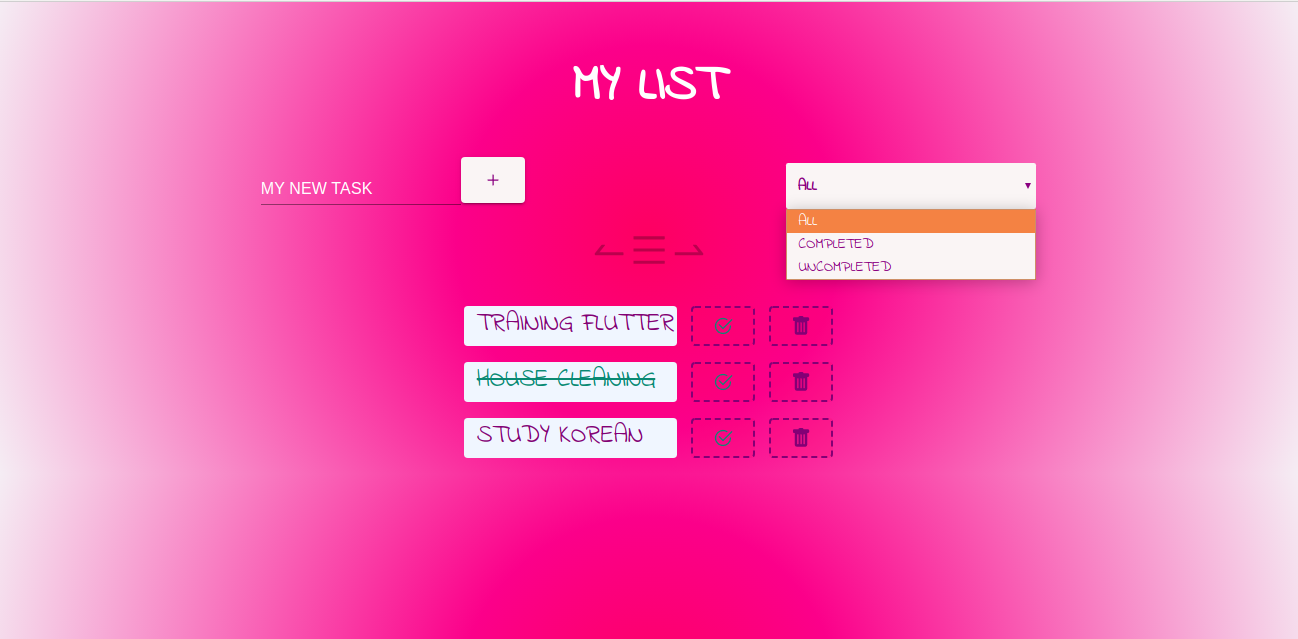 MY LIST
MY NEW TASK
+
ALL
ALL
COMPLETED
UNCOMPLETED
TRAINING FLUTTER
HOUSE CLEANING
STUDY KOREAN